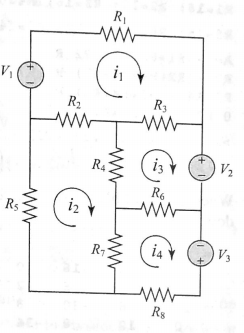 R1
V1
+
−
i1
R2
R3
R4
i3
+
−
V2
R5
i2
R6
R7
i4
−
+
V3
R8